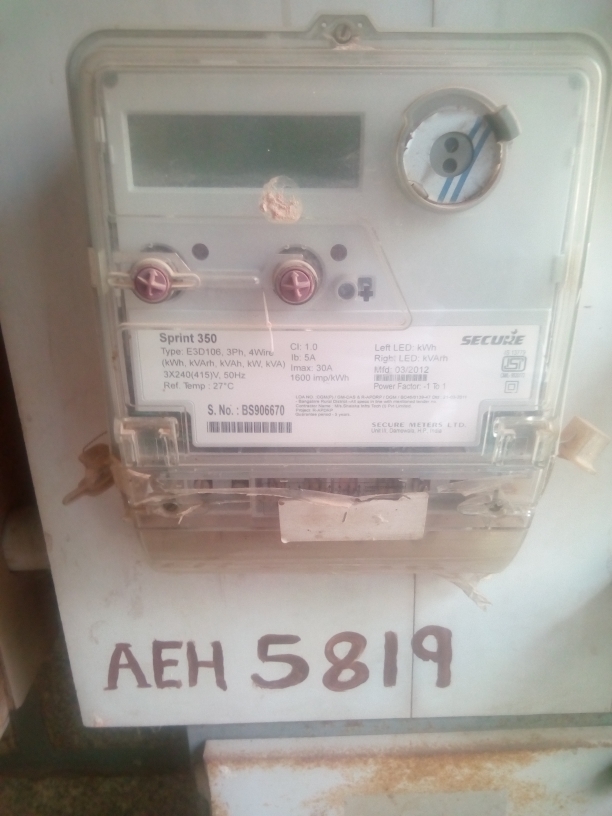 Sprint 350
Type: E3D106, 3Ph, 4Wire
(kWh, kVArh, kVAh, kW, kVA)
3X240(415)V, 50Hz
Ref. Temp : 27°C
Cl: 1.0
Ib: 5A
Imax: 30A
1600 imp/kWh
Left LED: kWh
Righ LED: kVArh
Mfg: 03/2012
Power Factor: -1 To 1
SECURE
S. No. : BS906670
SECURE METERS LTD.
AEH 5819